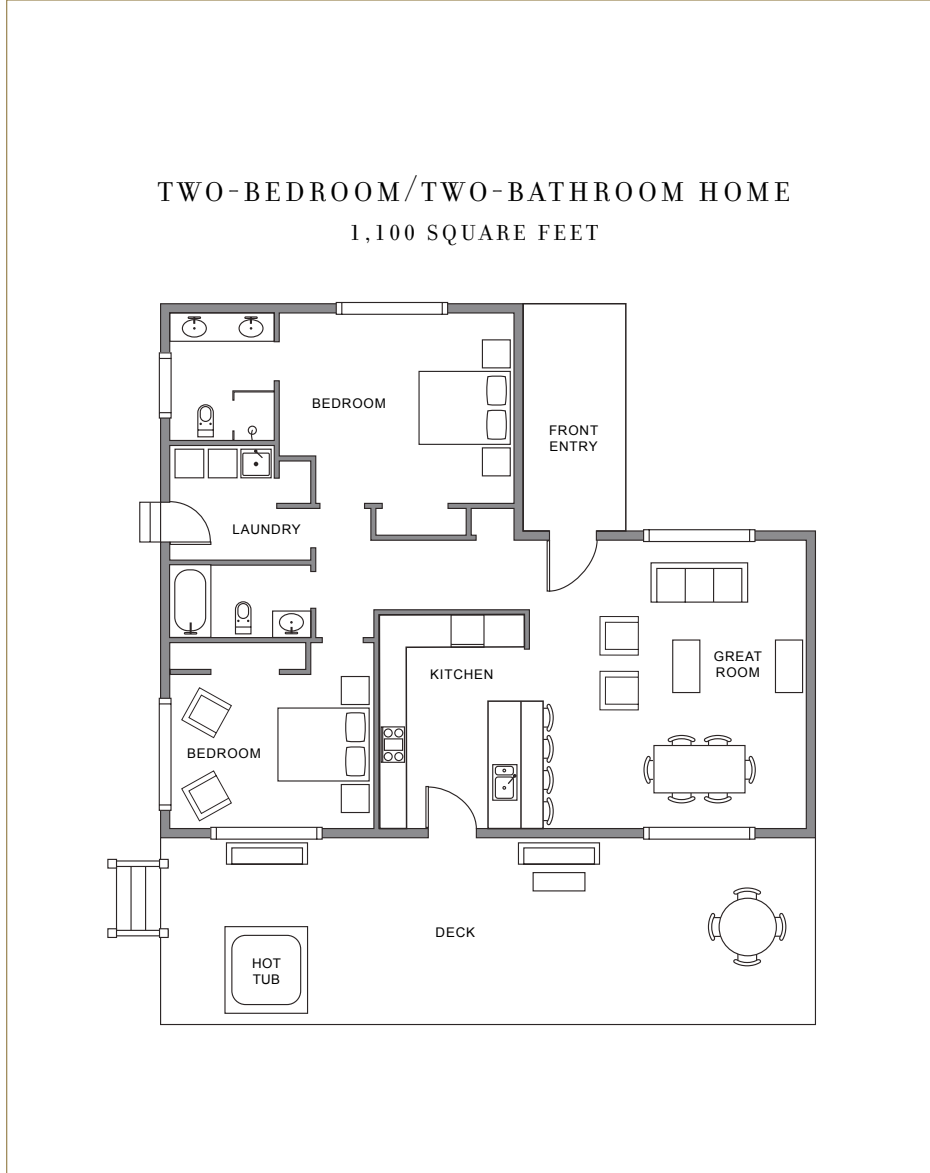 TWO-BEDROOM/TWO-BATHROOM HOME
1,100 SQUARE FEET
BEDROOM
FRONT
ENTRY
LAUNDRY
GREAT
ROOM
KITCHEN
BEDROOM
DECK
HOT
TUB